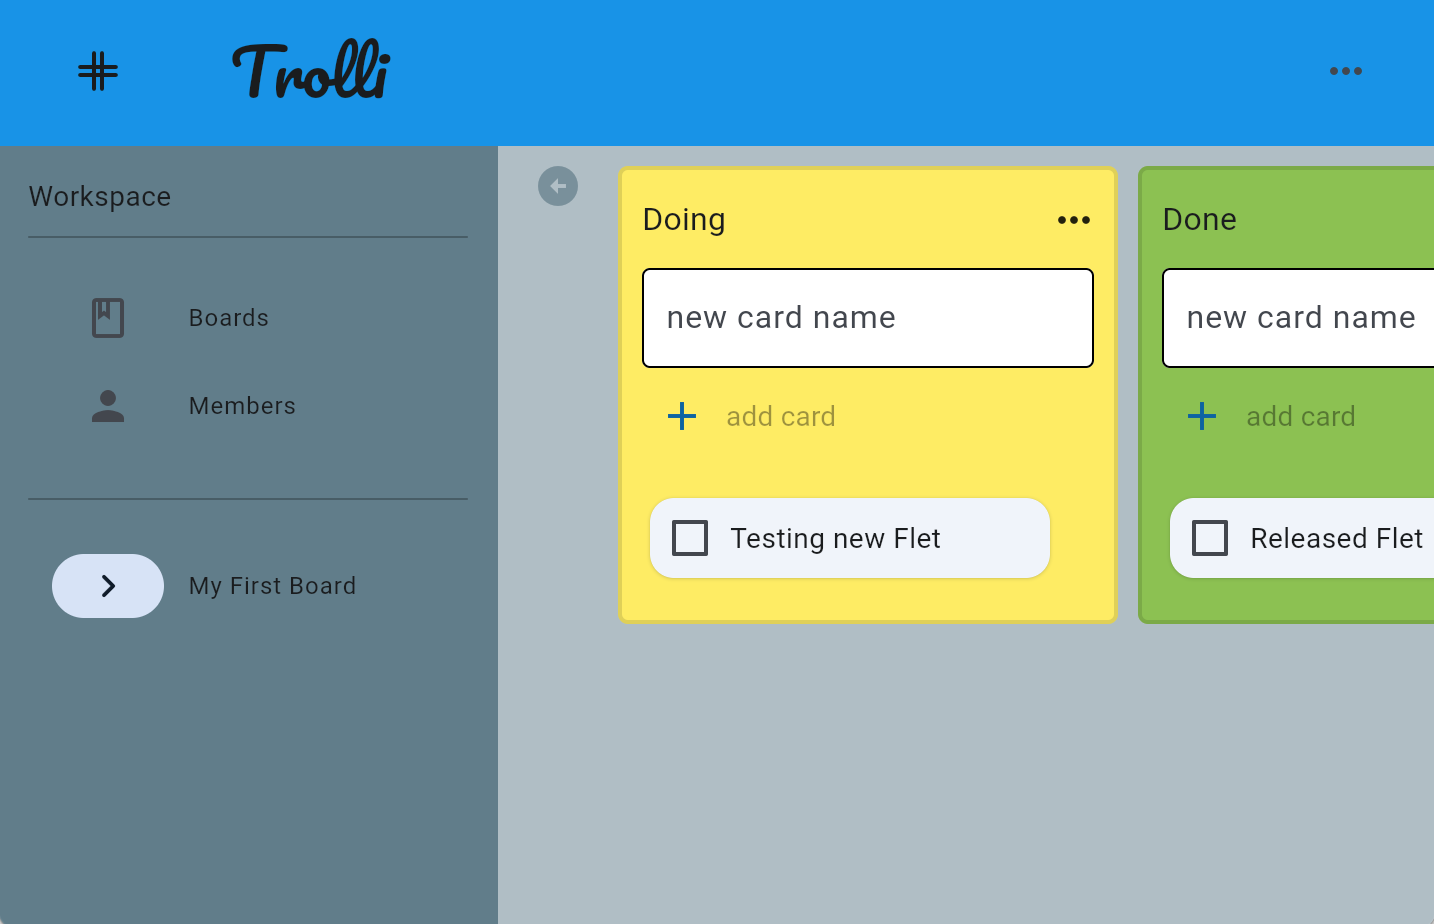 Trolli
Workspace
Boards
Members
My First Board
Doing
new card name
add card
Testing new Flet
Done
new card name
add card
Released Flet